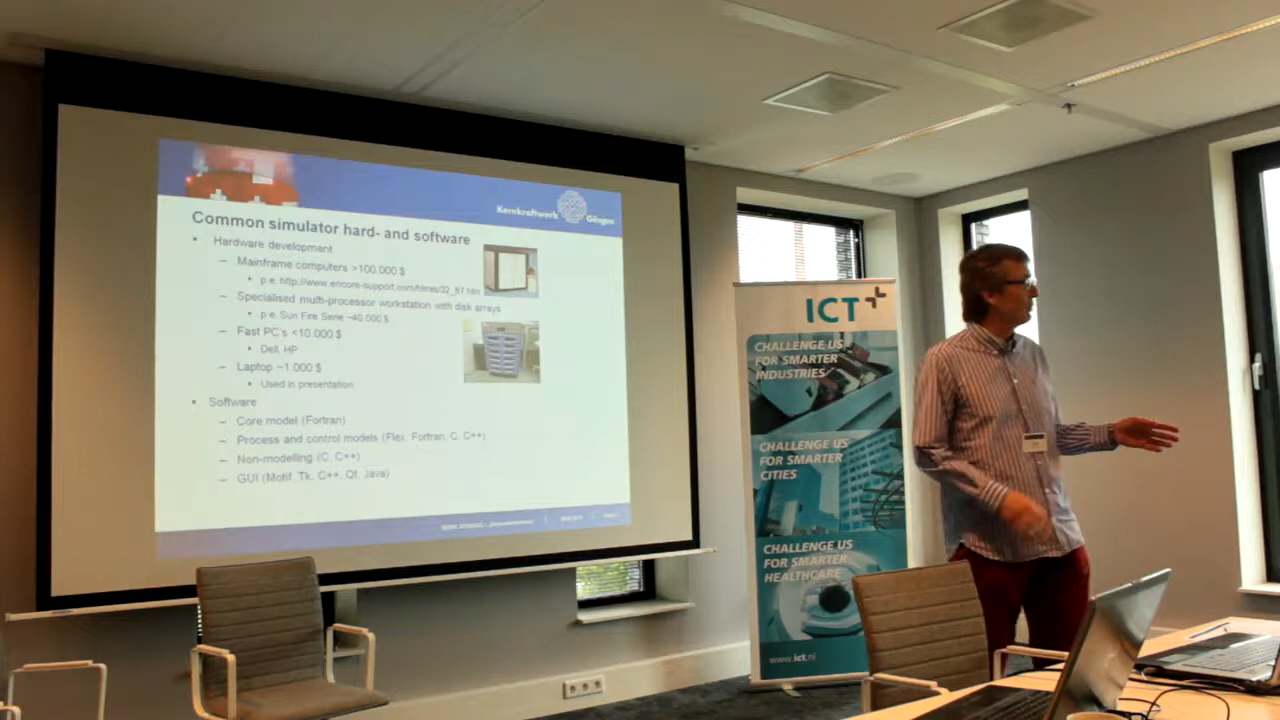 Kernkraftwerk Gösgen
Common simulator hard- and software
• Hardware development
– Mainframe computers >100.000 $
• p.e. http://www.encore-support.com/htmls/32_67.htm
– Specialised multi-processor workstation with disk arrays
• p.e. Sun Fire Serie ~40.000 $
– Fast PC's <10.000 $
• Dell, HP
– Laptop ~1.000 $
• Used in presentation
• Software
– Core model (Fortran)
– Process and control models (Flex, Fortran, C, C++)
– Non-modelling (C, C++)
– GUI (Motif, Tk, C++, Qt, Java)
ICT
CHALLENGE US
FOR SMARTER
INDUSTRIES
CHALLENGE US
FOR SMARTER
CITIES
CHALLENGE US
FOR SMARTER
HEALTHCARE
www.ict.nl